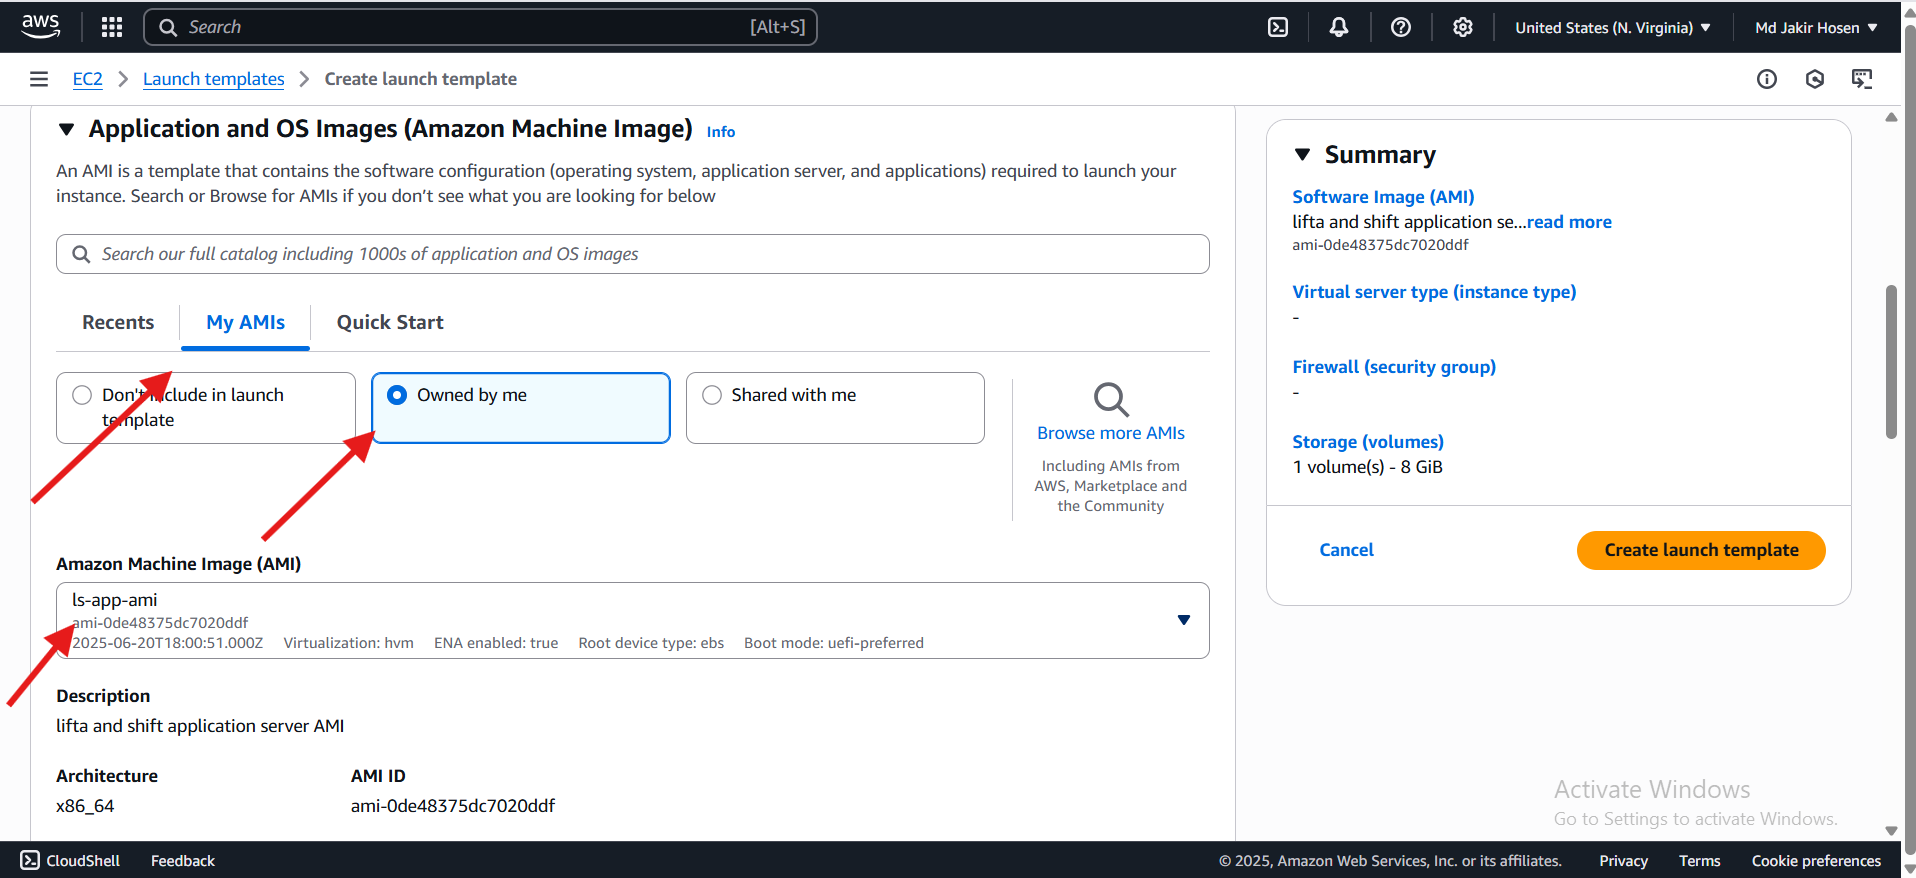 aws
Search
[Alt+S]
United States (N. Virginia)
Md Jakir Hosen
EC2
Launch templates
Create launch template
Application and OS Images (Amazon Machine Image)
Info
An AMI is a template that contains the software configuration (operating system, application server, and applications) required to launch your
instance. Search or Browse for AMIs if you don’t see what you are looking for below
Search our full catalog including 1000s of application and OS images
Recents
My AMIs
Quick Start
Don't include in launch
template
Owned by me
Shared with me
Browse more AMIs
Including AMIs from
AWS, Marketplace and
the Community
Amazon Machine Image (AMI)
ls-app-ami
ami-0de48375dc7020ddf
2025-06-20T18:00:51.000Z Virtualization: hvm ENA enabled: true Root device type: ebs Boot mode: uefi-preferred
Description
lifta and shift application server AMI
Architecture
AMI ID
x86_64
ami-0de48375dc7020ddf
Summary
Software Image (AMI)
lifta and shift application se...read more
ami-0de48375dc7020ddf
Virtual server type (instance type)
-
Firewall (security group)
-
Storage (volumes)
1 volume(s) - 8 GiB
Cancel
Create launch template
Activate Windows
Go to Settings to activate Windows.
CloudShell
Feedback
© 2025, Amazon Web Services, Inc. or its affiliates.
Privacy
Terms
Cookie preferences